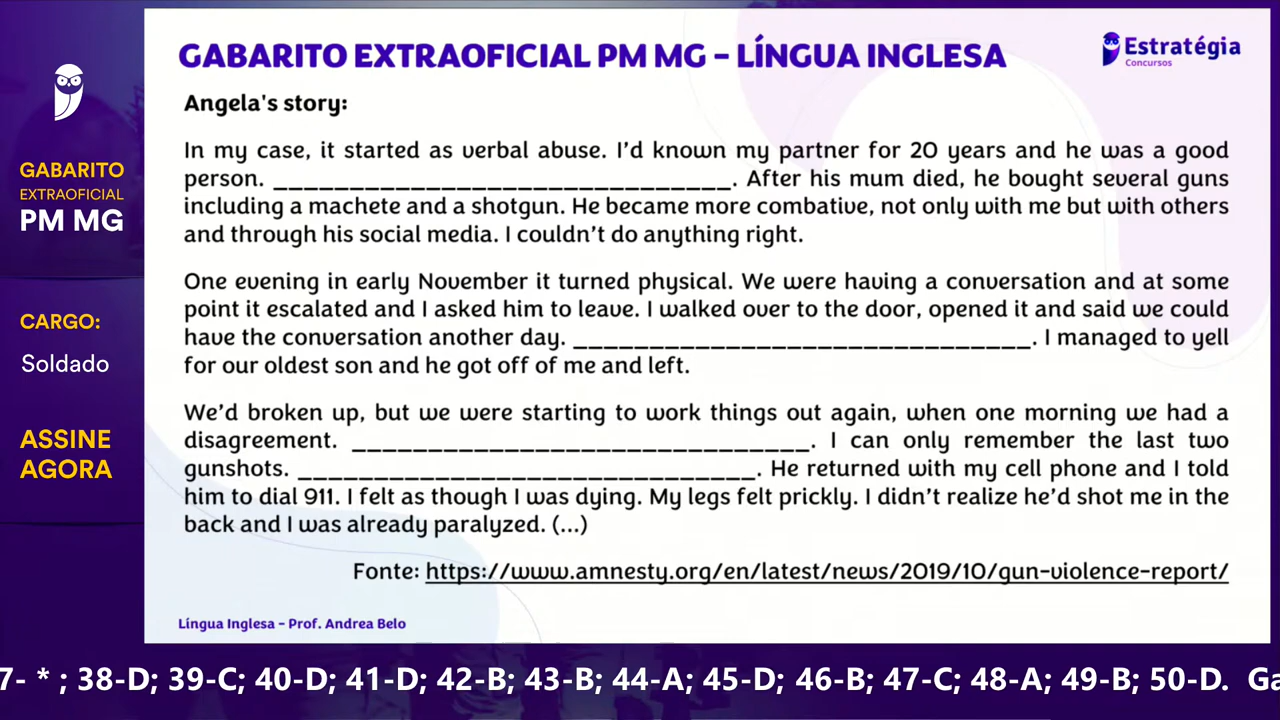 GABARITO EXTRAOFICIAL PM MG – LÍNGUA INGLESA
Estratégia
Concursos
Angela's story:
In my case, it started as verbal abuse. I’d known my partner for 20 years and he was a good
person. ______________________________. After his mum died, he bought several guns
including a machete and a shotgun. He became more combative, not only with me but with others
and through his social media. I couldn’t do anything right.
One evening in early November it turned physical. We were having a conversation and at some
point it escalated and I asked him to leave. I walked over to the door, opened it and said we could
have the conversation another day. ______________________________. I managed to yell
for our oldest son and he got off of me and left.
We’d broken up, but we were starting to work things out again, when one morning we had a
disagreement. ______________________________. I can only remember the last two
gunshots. ______________________________. He returned with my cell phone and I told
him to dial 911. I felt as though I was dying. My legs felt prickly. I didn’t realize he’d shot me in the
back and I was already paralyzed. (...)
Fonte: https://www.amnesty.org/en/latest/news/2019/10/gun-violence-report/
Língua Inglesa – Prof. Andrea Belo
GABARITO
EXTRAOFICIAL
PM MG
CARGO:
Soldado
ASSINE
AGORA
7- * ; 38-D; 39-C; 40-D; 41-D; 42-B; 43-B; 44-A; 45-D; 46-B; 47-C; 48-A; 49-B; 50-D. Ga